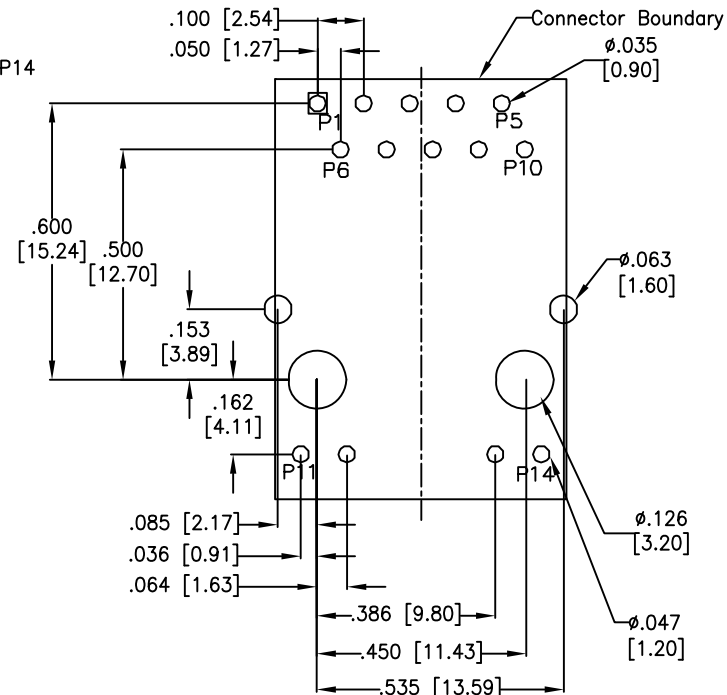 .100 [2.54]
Connector Boundary
.050 [1.27]
ø.035
[0.90]
P14
P1
P5
P6
P10
.600
[15.24]
.500
[12.70]
ø.063
[1.60]
.153
[3.89]
.162
[4.11]
P11
P14
.085 [2.17]
ø.126
[3.20]
.036 [0.91]
.064 [1.63]
.386 [9.80]
ø.047
[1.20]
.450 [11.43]
.535 [13.59]